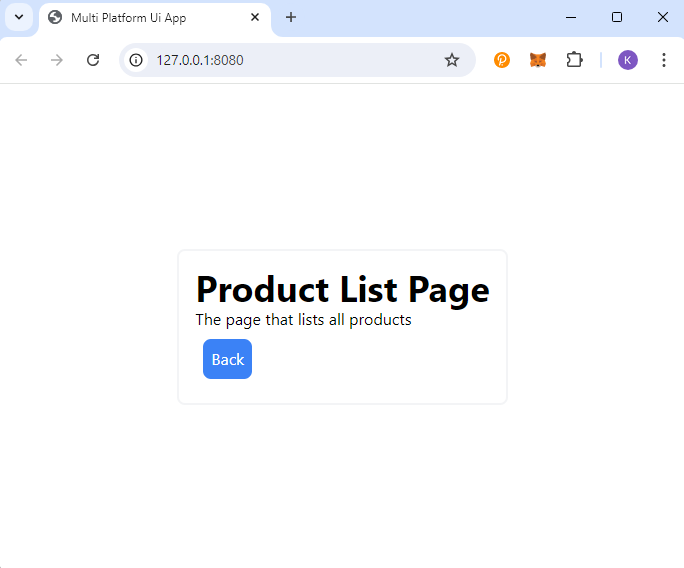 Multi Platform Ui App
127.0.0.1:8080
K
Product List Page
The page that lists all products
Back